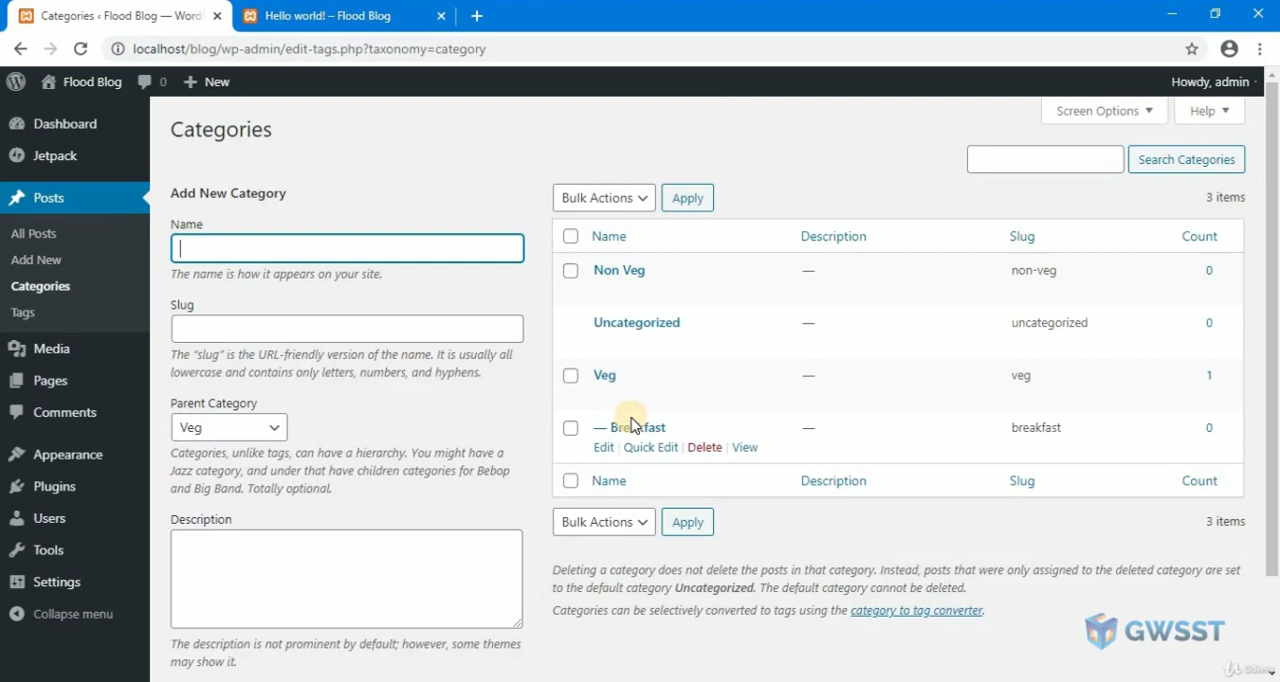 Categories ‹ Flood Blog — Word
Hello world! – Flood Blog
localhost/blog/wp-admin/edit-tags.php?taxonomy=category
Flood Blog 0 New Howdy, admin
Dashboard
Jetpack
Posts
All Posts
Add New
Categories
Tags
Media
Pages
Comments
Appearance
Plugins
Users
Tools
Settings
Collapse menu
Screen Options Help
Categories
Search Categories
Add New Category
Name
The name is how it appears on your site.
Slug
The “slug” is the URL-friendly version of the name. It is usually all
lowercase and contains only letters, numbers, and hyphens.
Parent Category
Veg
Categories, unlike tags, can have a hierarchy. You might have a
Jazz category, and under that have children categories for Bebop
and Big Band. Totally optional.
Description
The description is not prominent by default; however, some themes
may show it.
Bulk Actions Apply 3 items
Name Description Slug Count
Non Veg — non-veg 0
Uncategorized — uncategorized 0
Veg — veg 1
— Breakfast — breakfast 0
Edit | Quick Edit | Delete | View
Name Description Slug Count
Bulk Actions Apply 3 items
Deleting a category does not delete the posts in that category. Instead, posts that were only assigned to the deleted category are set
to the default category Uncategorized. The default category cannot be deleted.
Categories can be selectively converted to tags using the category to tag converter.
GWSST
Udemy